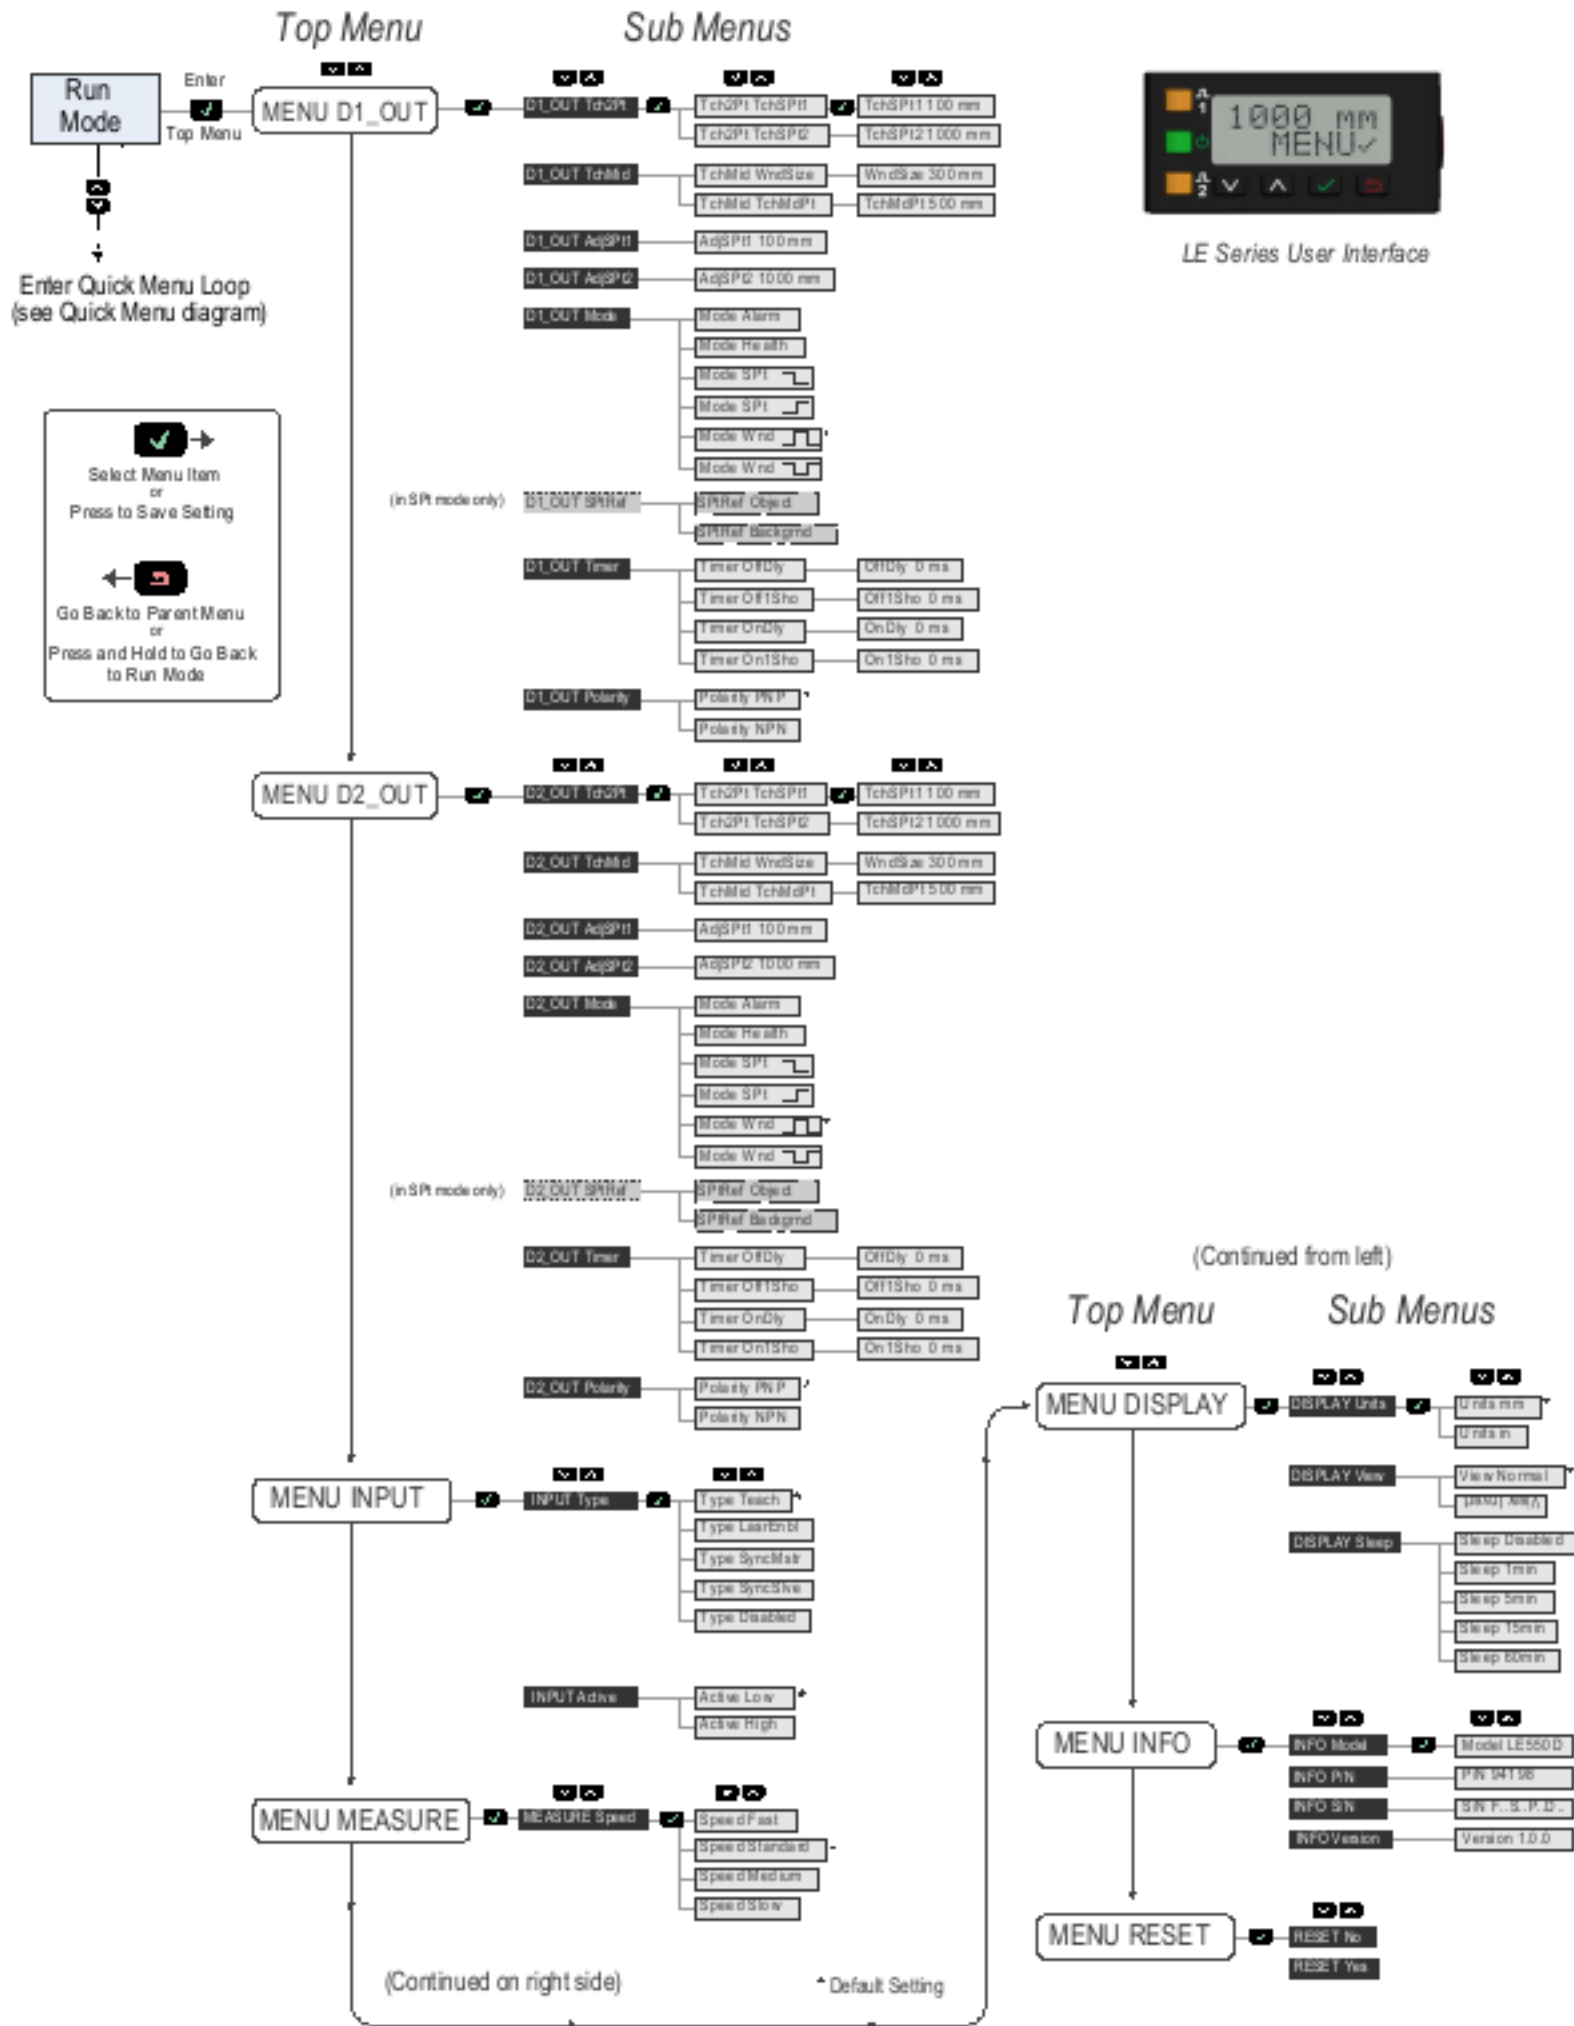 Top Menu
Sub Menus
Run Mode
Enter
Top Menu
Enter Quick Menu Loop
(see Quick Menu diagram)
Select Menu Item
or
Press to Save Setting
Go Back to Parent Menu
or
Press and Hold to Go Back
to Run Mode
1000 mm
MENU✓
1
2
LE Series User Interface
MENU D1_OUT
D1_OUT Tch2Pt
Tch2Pt TchSPt1
TchSPt1 100 mm
Tch2Pt TchSPt2
TchSPt2 1000 mm
D1_OUT TchMid
TchMid WndSize
WndSize 300 mm
TchMid TchMdPt
TchMdPt 500 mm
D1_OUT AdjSPt1
AdjSPt1 100 mm
D1_OUT AdjSPt2
AdjSPt2 1000 mm
D1_OUT Mode
Mode Alarm
Mode Health
Mode SPt
Mode SPt
Mode Wnd *
Mode Wnd
(in SPt mode only)
D1_OUT SPtRef
SPtRef Object
SPtRef Backgrnd
D1_OUT Timer
Timer OffDly
OffDly 0 ms
Timer Off1Sho
Off1Sho 0 ms
Timer OnDly
OnDly 0 ms
Timer On1Sho
On1Sho 0 ms
D1_OUT Polarity
Polarity PNP *
Polarity NPN
MENU D2_OUT
D2_OUT Tch2Pt
Tch2Pt TchSPt1
TchSPt1 100 mm
Tch2Pt TchSPt2
TchSPt2 1000 mm
D2_OUT TchMid
TchMid WndSize
WndSize 300 mm
TchMid TchMdPt
TchMdPt 500 mm
D2_OUT AdjSPt1
AdjSPt1 100 mm
D2_OUT AdjSPt2
AdjSPt2 1000 mm
D2_OUT Mode
Mode Alarm
Mode Health
Mode SPt
Mode SPt
Mode Wnd *
Mode Wnd
(in SPt mode only)
D2_OUT SPtRef
SPtRef Object
SPtRef Backgrnd
D2_OUT Timer
Timer OffDly
OffDly 0 ms
Timer Off1Sho
Off1Sho 0 ms
Timer OnDly
OnDly 0 ms
Timer On1Sho
On1Sho 0 ms
D2_OUT Polarity
Polarity PNP *
Polarity NPN
MENU INPUT
INPUT Type
Type Teach *
Type LasrEnbl
Type SyncMstr
Type SyncSlve
Type Disabled
INPUT Active
Active Low *
Active High
MENU MEASURE
MEASURE Speed
Speed Fast
Speed Standard *
Speed Medium
Speed Slow
(Continued on right side)
* Default Setting
(Continued from left)
Top Menu
Sub Menus
MENU DISPLAY
DISPLAY Units
Units mm *
Units in
DISPLAY View
View Normal *
View Invert
DISPLAY Sleep
Sleep Disabled
Sleep 1min
Sleep 5min
Sleep 15min
Sleep 60min
MENU INFO
INFO Model
Model LE550D
INFO P/N
P/N 94198
INFO S/N
S/N F..S..P..D..
INFO Version
Version 1.0.0
MENU RESET
RESET No
RESET Yes